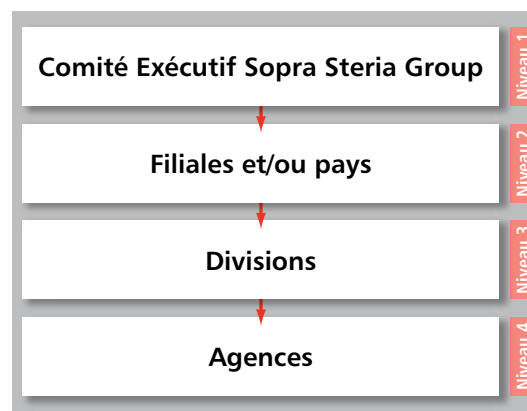 Comité Exécutif Sopra Steria Group
Niveau 1
Filiales et/ou pays
Niveau 2
Divisions
Niveau 3
Agences
Niveau 4